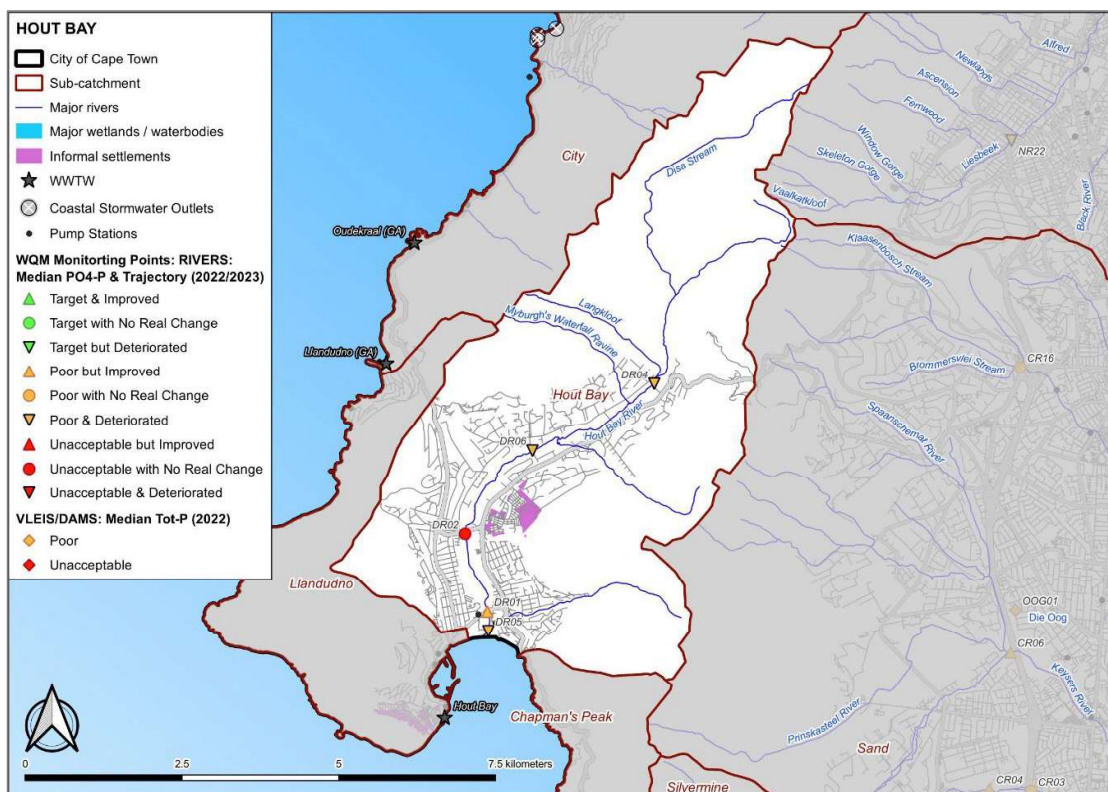 HOUT BAY
City of Cape Town
Sub-catchment
Major rivers
Major wetlands / waterbodies
Informal settlements
WWTW
Coastal Stormwater Outlets
Pump Stations
WQM Monitorting Points: RIVERS:
Median PO4-P & Trajectory (2022/2023)
Target & Improved
Target with No Real Change
Target but Deteriorated
Poor but Improved
Poor with No Real Change
Poor & Deteriorated
Unacceptable but Improved
Unacceptable with No Real Change
Unacceptable & Deteriorated
VLEIS/DAMS: Median Tot-P (2022)
Poor
Unacceptable
Alfred
Newlands
Ascension
Fernwood
Window Gorge
Skeleton Gorge
Liesbeek
NR22
Vaalkatkloof
Black River
City
Disa Stream
Oudekraal (GA)
Klaasenbosch Stream
Langkloof
Myburgh's Waterfall Ravine
Llandudno (GA)
CR16
Brommersvlei Stream
DR04
Hout Bay
Hout Bay River
Spaanschemat River
DR06
DR02
Llandudno
DR01
DR05
OOG01
Die Oog
CR06
Keysers River
Hout Bay
Chapman's Peak
Prinskasteel River
Sand
Silvermine
CR04
CR03
0
2.5
5
7.5 kilometers